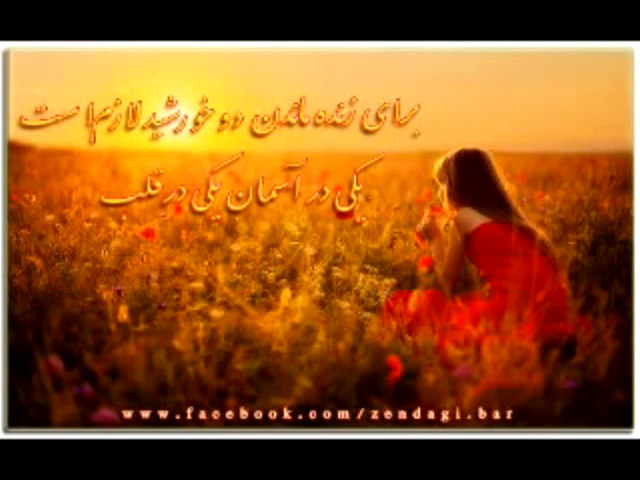 برای زنده ماندن دو خورشید لازم است
یکی در آسمان یکی در قلب
www.facebook.com/zendagi.bar